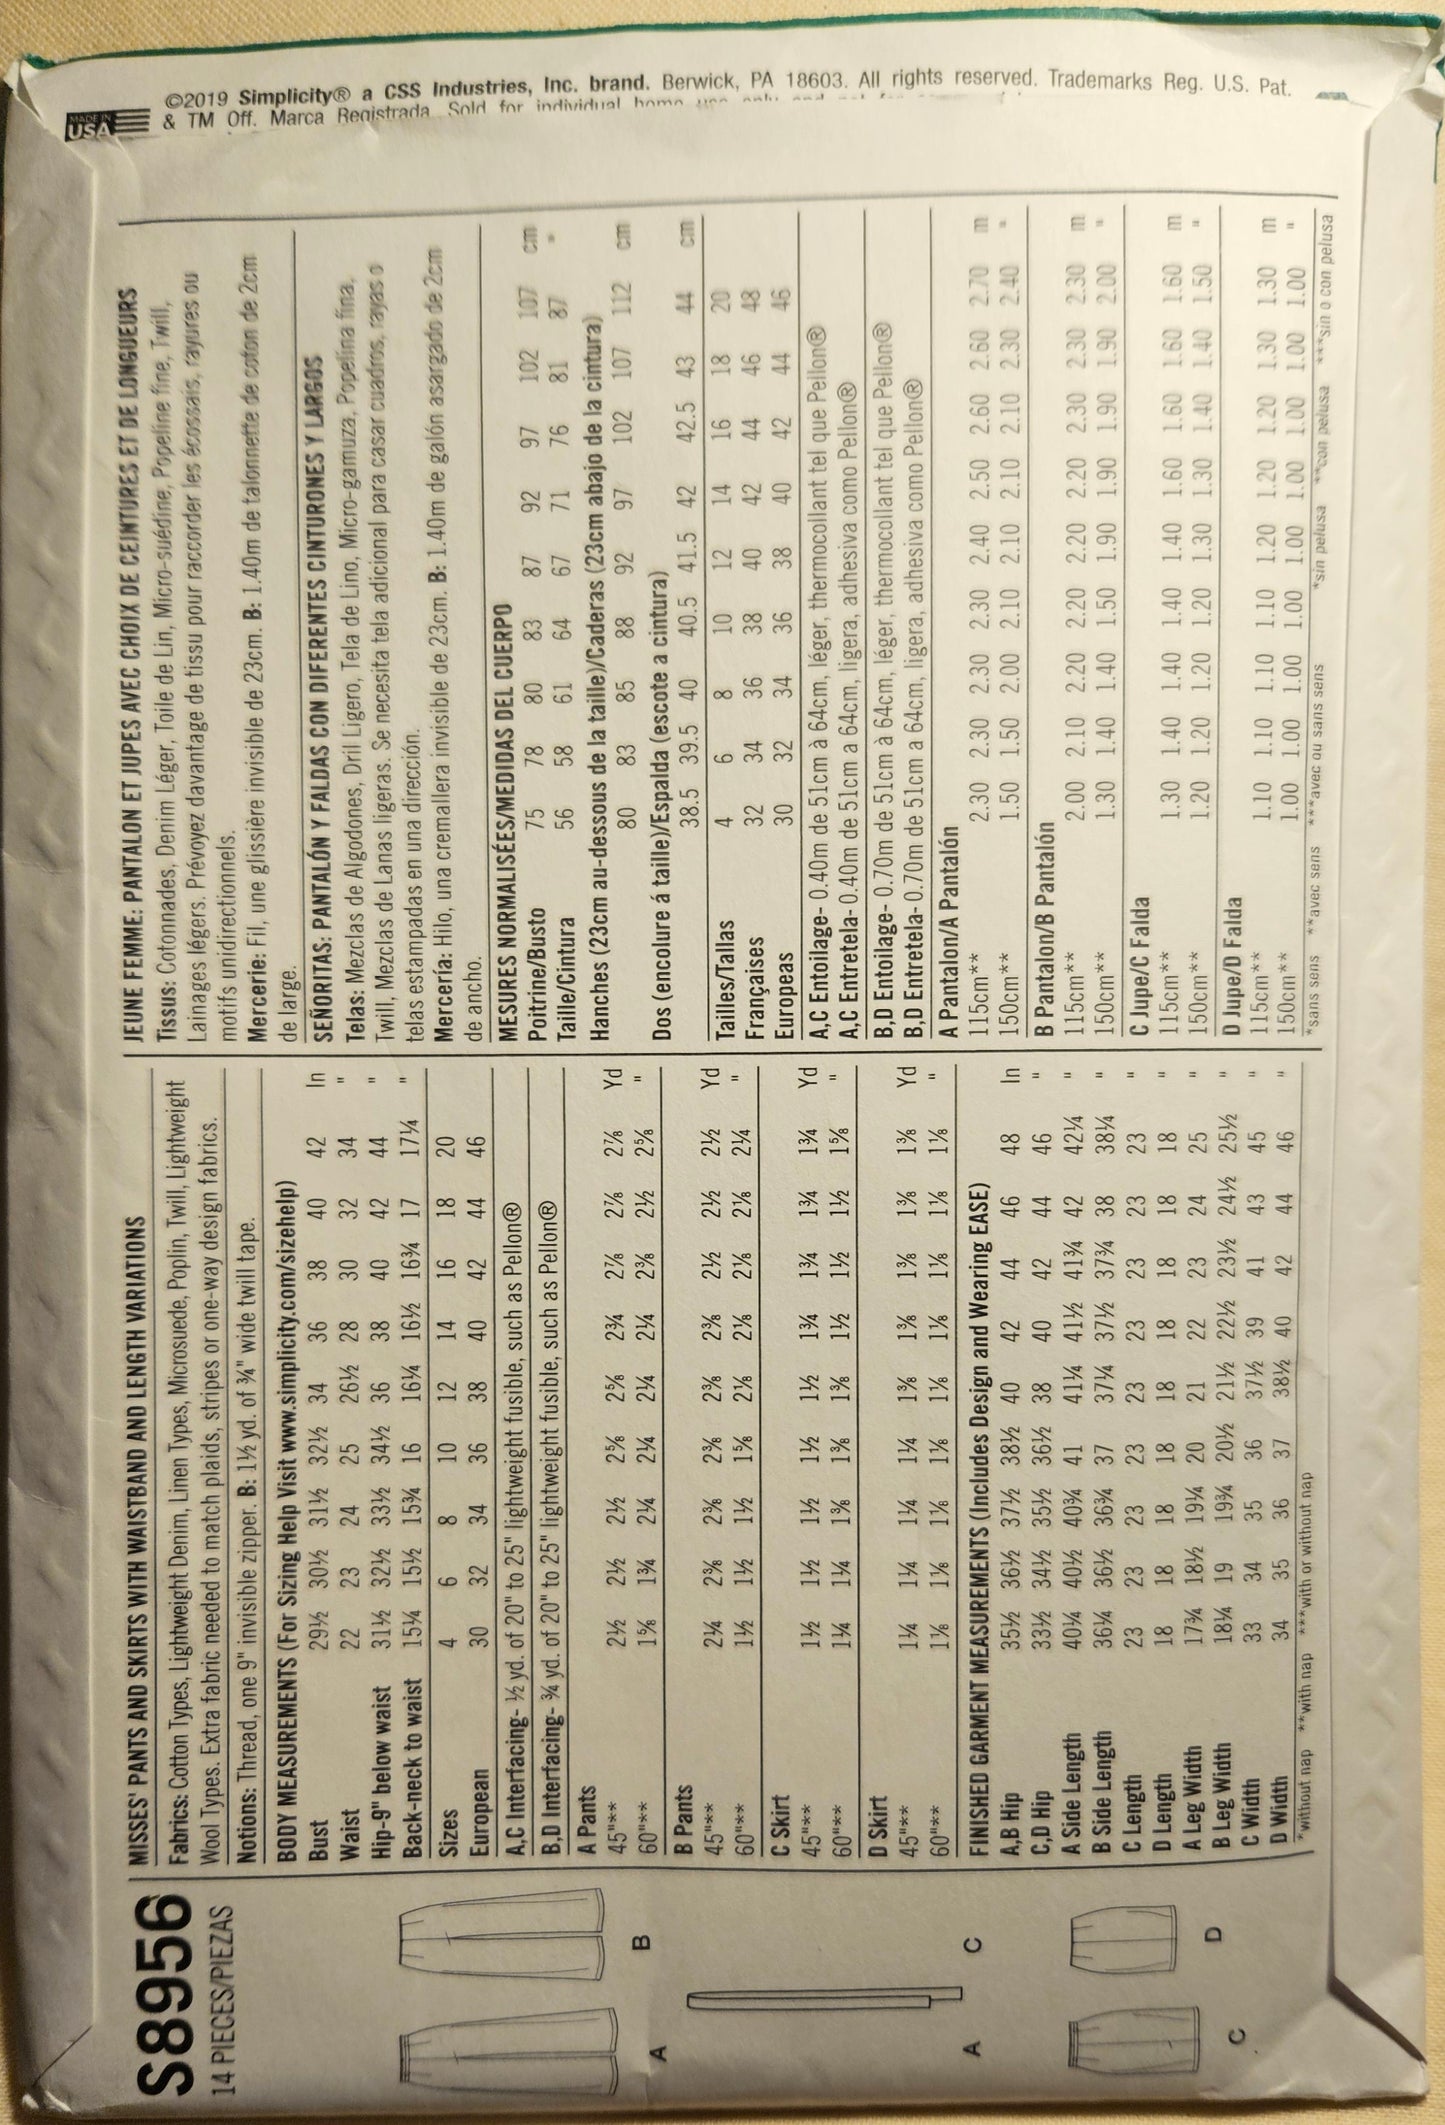 S8956
14 PIECES/PIEZAS
A
B
A
C
C
D
MISSES' PANTS AND SKIRTS WITH WAISTBAND AND LENGTH VARIATIONS
Fabrics: Cotton Types, Lightweight Denim, Linen Types, Microsuede, Poplin, Twill, Lightweight
Wool Types. Extra fabric needed to match plaids, stripes or one-way design fabrics.
Notions: Thread, one 9" invisible zipper. B: 1½ yd. of ¾" wide twill tape.
BODY MEASUREMENTS (For Sizing Help Visit www.simplicity.com/sizehelp)
Bust 29½ 30½ 31½ 32½ 34 36 38 40 42 In
Waist 22 23 24 25 26½ 28 30 32 34 "
Hip-9" below waist 31½ 32½ 33½ 34½ 36 38 40 42 44 "
Back-neck to waist 15¼ 15½ 15¾ 16 16¼ 16½ 16¾ 17 17¼ "
Sizes 4 6 8 10 12 14 16 18 20
European 30 32 34 36 38 40 42 44 46
A,C Interfacing- ½ yd. of 20" to 25" lightweight fusible, such as Pellon®
B,D Interfacing- ¾ yd. of 20" to 25" lightweight fusible, such as Pellon®
A Pants
45"** 2½ 2½ 2½ 2⅝ 2⅝ 2¾ 2⅞ 2⅞ 2⅞ Yd
60"** 1⅝ 1¾ 2¼ 2¼ 2¼ 2¼ 2⅜ 2½ 2⅝ "
B Pants
45"** 2¼ 2⅜ 2⅜ 2⅜ 2⅜ 2⅜ 2½ 2½ 2½ Yd
60"** 1½ 1½ 1½ 1⅝ 2⅛ 2⅛ 2⅛ 2⅛ 2¼ "
C Skirt
45"** 1½ 1½ 1½ 1½ 1½ 1¾ 1¾ 1¾ 1¾ Yd
60"** 1¼ 1¼ 1⅜ 1⅜ 1⅜ 1½ 1½ 1½ 1⅝ "
D Skirt
45"** 1¼ 1¼ 1¼ 1¼ 1⅜ 1⅜ 1⅜ 1⅜ 1⅜ Yd
60"** 1⅛ 1⅛ 1⅛ 1⅛ 1⅛ 1⅛ 1⅛ 1⅛ 1⅛ "
FINISHED GARMENT MEASUREMENTS (Includes Design and Wearing EASE)
A,B Hip 35½ 36½ 37½ 38½ 40 42 44 46 48 In
C,D Hip 33½ 34½ 35½ 36½ 38 40 42 44 46 "
A Side Length 40¼ 40½ 40¾ 41 41¼ 41½ 41¾ 42 42¼ "
B Side Length 36¼ 36½ 36¾ 37 37¼ 37½ 37¾ 38 38¼ "
C Length 23 23 23 23 23 23 23 23 23 "
D Length 18 18 18 18 18 18 18 18 18 "
A Leg Width 17¾ 18½ 19¼ 20 21 22 23 24 25 "
B Leg Width 18¼ 19 19¾ 20½ 21½ 22½ 23½ 24½ 25½ "
C Width 33 34 35 36 37½ 39 41 43 45 "
D Width 34 35 36 37 38½ 40 42 44 46 "
*without nap **with nap ***with or without nap
JEUNE FEMME: PANTALON ET JUPES AVEC CHOIX DE CEINTURES ET DE LONGUEURS
Tissus: Cotonnades, Denim Léger, Toile de Lin, Micro-suédine, Popeline fine, Twill,
Lainages légers. Prévoyez davantage de tissu pour raccorder les écossais, rayures ou
motifs unidirectionnels.
Mercerie: Fil, une glissière invisible de 23cm. B: 1.40m de talonnette de coton de 2cm
de large.
SEÑORITAS: PANTALÓN Y FALDAS CON DIFERENTES CINTURONES Y LARGOS
Telas: Mezclas de Algodones, Dril Ligero, Tela de Lino, Micro-gamuza, Popelina fina,
Twill, Mezclas de Lanas ligeras. Se necesita tela adicional para casar cuadros, rayas o
telas estampadas en una dirección.
Mercería: Hilo, una cremallera invisible de 23cm. B: 1.40m de galón asargado de 2cm
de ancho.
MESURES NORMALISÉES/MEDIDAS DEL CUERPO
Poitrine/Busto 75 78 80 83 87 92 97 102 107 cm
Taille/Cintura 56 58 61 64 67 71 76 81 87 "
Hanches (23cm au-dessous de la taille)/Caderas (23cm abajo de la cintura)
80 83 85 88 92 97 102 107 112 cm
Dos (encolure á taille)/Espalda (escote a cintura)
38.5 39.5 40 40.5 41.5 42 42.5 43 44 cm
Tailles/Tallas 4 6 8 10 12 14 16 18 20
Françaises 32 34 36 38 40 42 44 46 48
Europeas 30 32 34 36 38 40 42 44 46
A,C Entoilage- 0.40m de 51cm à 64cm, léger, thermocollant tel que Pellon®
A,C Entretela- 0.40m de 51cm a 64cm, ligera, adhesiva como Pellon®
B,D Entoilage- 0.70m de 51cm à 64cm, léger, thermocollant tel que Pellon®
B,D Entretela- 0.70m de 51cm a 64cm, ligera, adhesiva como Pellon®
A Pantalon/A Pantalón
115cm** 2.30 2.30 2.30 2.30 2.40 2.50 2.60 2.60 2.70 m
150cm** 1.50 1.50 2.00 2.10 2.10 2.10 2.10 2.30 2.40 "
B Pantalon/B Pantalón
115cm** 2.00 2.10 2.20 2.20 2.20 2.20 2.30 2.30 2.30 m
150cm** 1.30 1.40 1.40 1.50 1.90 1.90 1.90 1.90 2.00 "
C Jupe/C Falda
115cm** 1.30 1.40 1.40 1.40 1.40 1.60 1.60 1.60 1.60 m
150cm** 1.20 1.20 1.20 1.20 1.30 1.30 1.40 1.40 1.50 "
D Jupe/D Falda
115cm** 1.10 1.10 1.10 1.10 1.20 1.20 1.20 1.30 1.30 m
150cm** 1.00 1.00 1.00 1.00 1.00 1.00 1.00 1.00 1.00 "
*sans sens **avec sens ***avec ou sans sens *sin pelusa **con pelusa ***sin o con pelusa
MADE IN
USA
©2019 Simplicity® a CSS Industries, Inc. brand. Berwick, PA 18603. All rights reserved. Trademarks Reg. U.S. Pat.
& TM Off. Marca Registrada Sold for individual home use only and not for